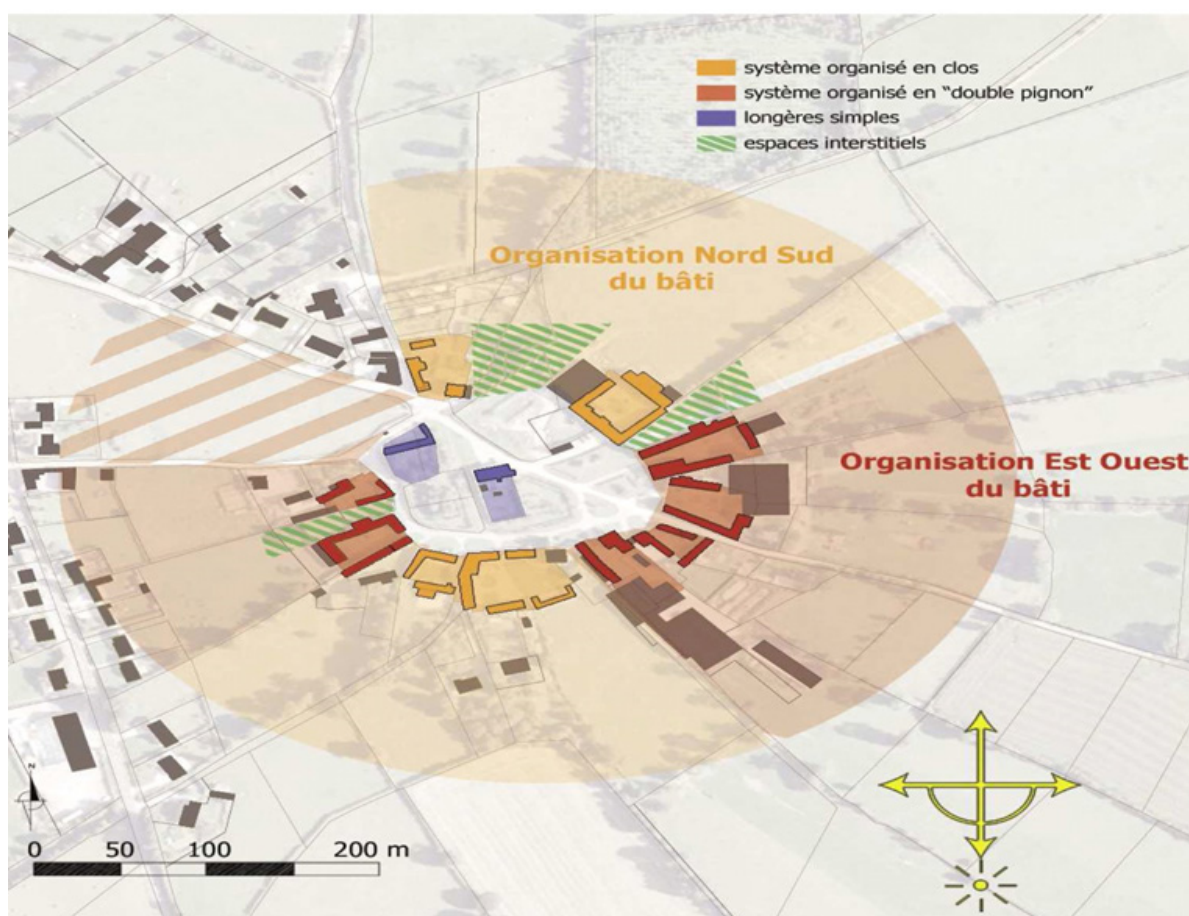 système organisé en clos
système organisé en “double pignon”
longères simples
espaces interstitiels
Organisation Nord Sud
du bâti
Organisation Est Ouest
du bâti
N
0 50 100 200 m